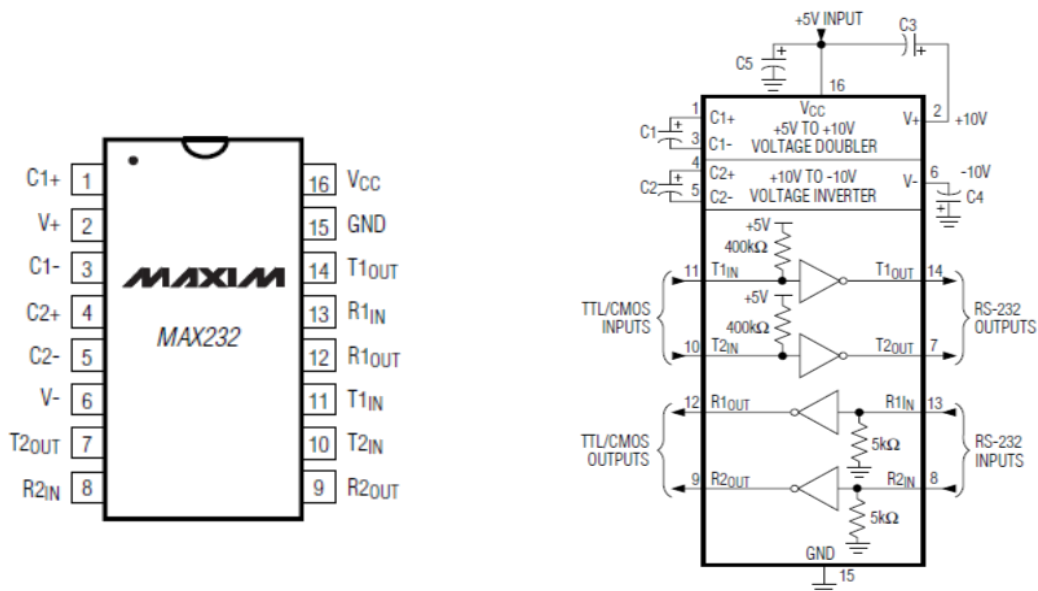 C1+ 1
V+ 2
C1- 3
C2+ 4
C2- 5
V- 6
T2OUT 7
R2IN 8
MAXIM
MAX232
16 VCC
15 GND
14 T1OUT
13 R1IN
12 R1OUT
11 T1IN
10 T2IN
9 R2OUT
+5V INPUT
C3
+
C5
+
16
VCC
1
C1+
C1
+
3
C1-
+5V TO +10V
VOLTAGE DOUBLER
V+
2
+10V
4
C2+
C2
+
5
C2-
+10V TO -10V
VOLTAGE INVERTER
V-
6
-10V
C4
+
+5V
400kΩ
11
T1IN
T1OUT
14
+5V
400kΩ
10
T2IN
T2OUT
7
TTL/CMOS
INPUTS
RS-232
OUTPUTS
12
R1OUT
R1IN
13
5kΩ
9
R2OUT
R2IN
8
5kΩ
TTL/CMOS
OUTPUTS
RS-232
INPUTS
GND
15